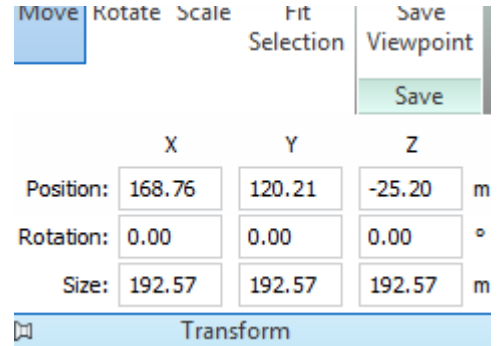 Move Rotate Scale Fit Save
Selection Viewpoint
Save
X Y Z
Position: 168.76 120.21 -25.20 m
Rotation: 0.00 0.00 0.00 °
Size: 192.57 192.57 192.57 m
Transform